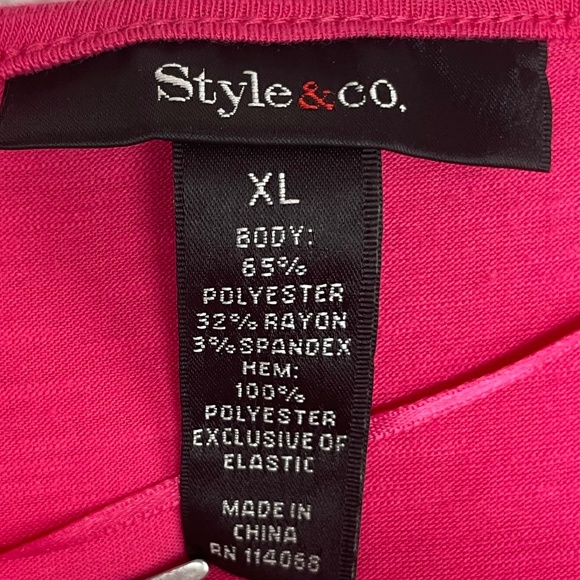 Style&co.
XL
BODY:
65%
POLYESTER
32% RAYON
3% SPANDEX
HEM:
100%
POLYESTER
EXCLUSIVE OF
ELASTIC
MADE IN
CHINA
RN 114068